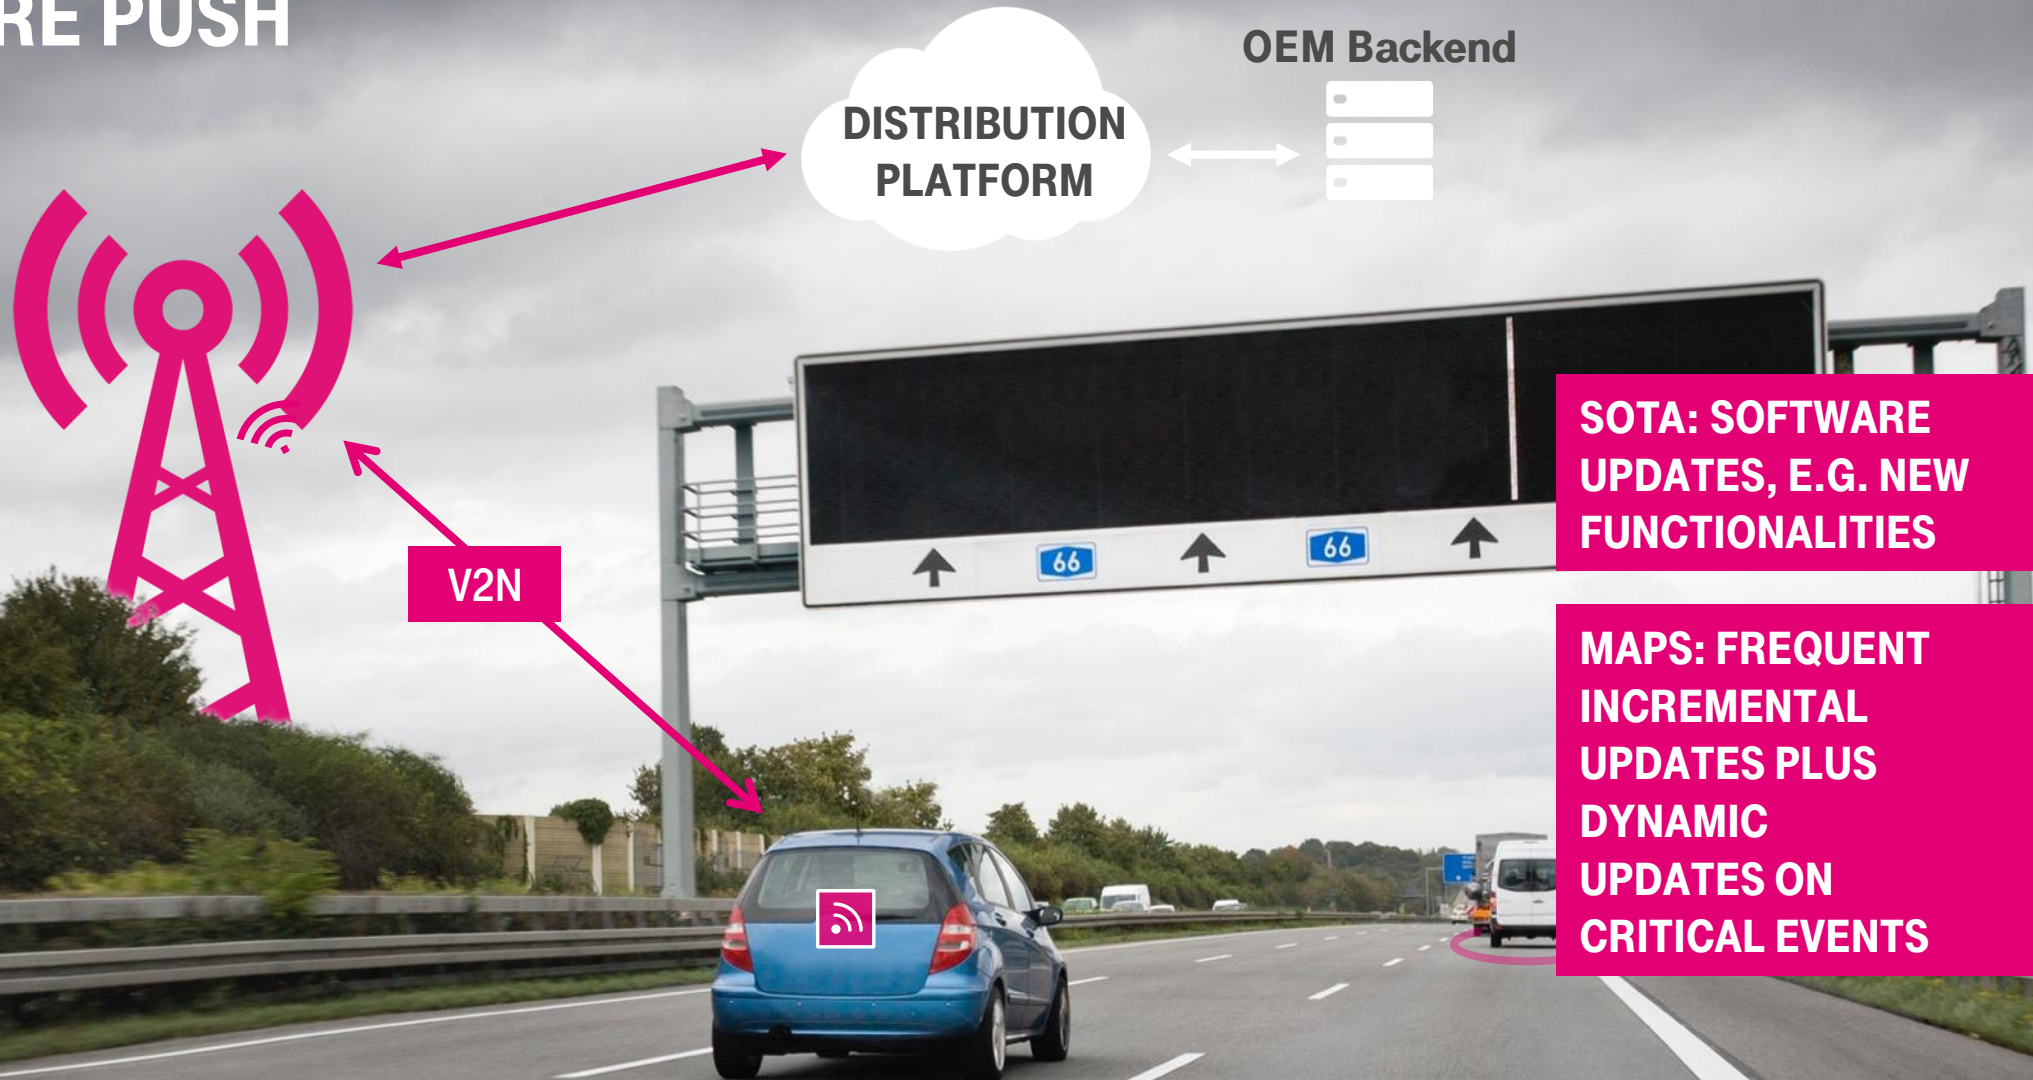 RE PUSH
OEM Backend
DISTRIBUTION
PLATFORM
V2N
66
66
SOTA: SOFTWARE
UPDATES, E.G. NEW
FUNCTIONALITIES
MAPS: FREQUENT
INCREMENTAL
UPDATES PLUS
DYNAMIC
UPDATES ON
CRITICAL EVENTS